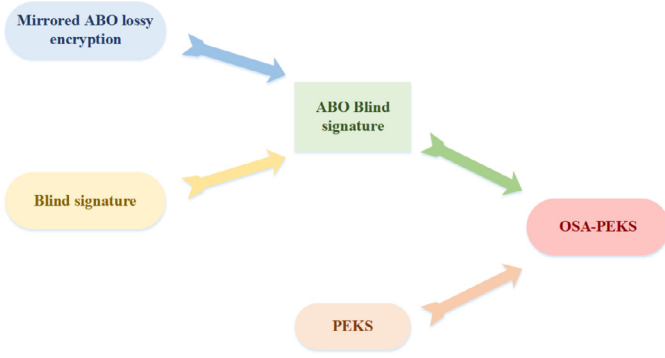 Mirrored ABO lossy
encryption
ABO Blind
signature
Blind signature
OSA-PEKS
PEKS